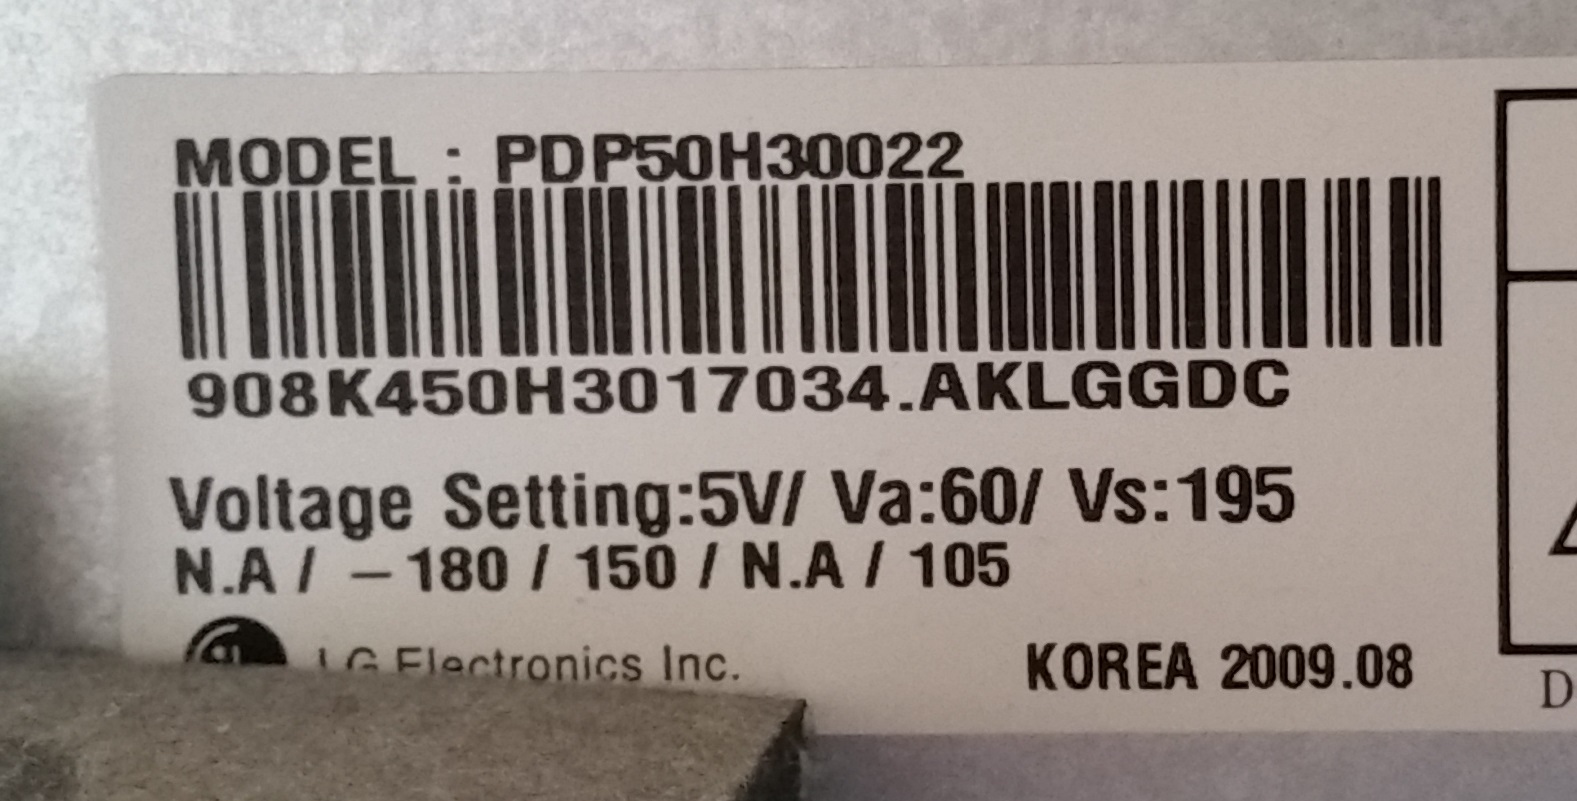 MODEL : PDP50H30022
908K450H3017034.AKLGGDC
Voltage Setting:5V/ Va:60/ Vs:195
N.A / -180 / 150 / N.A / 105
LG Electronics Inc.
KOREA 2009.08